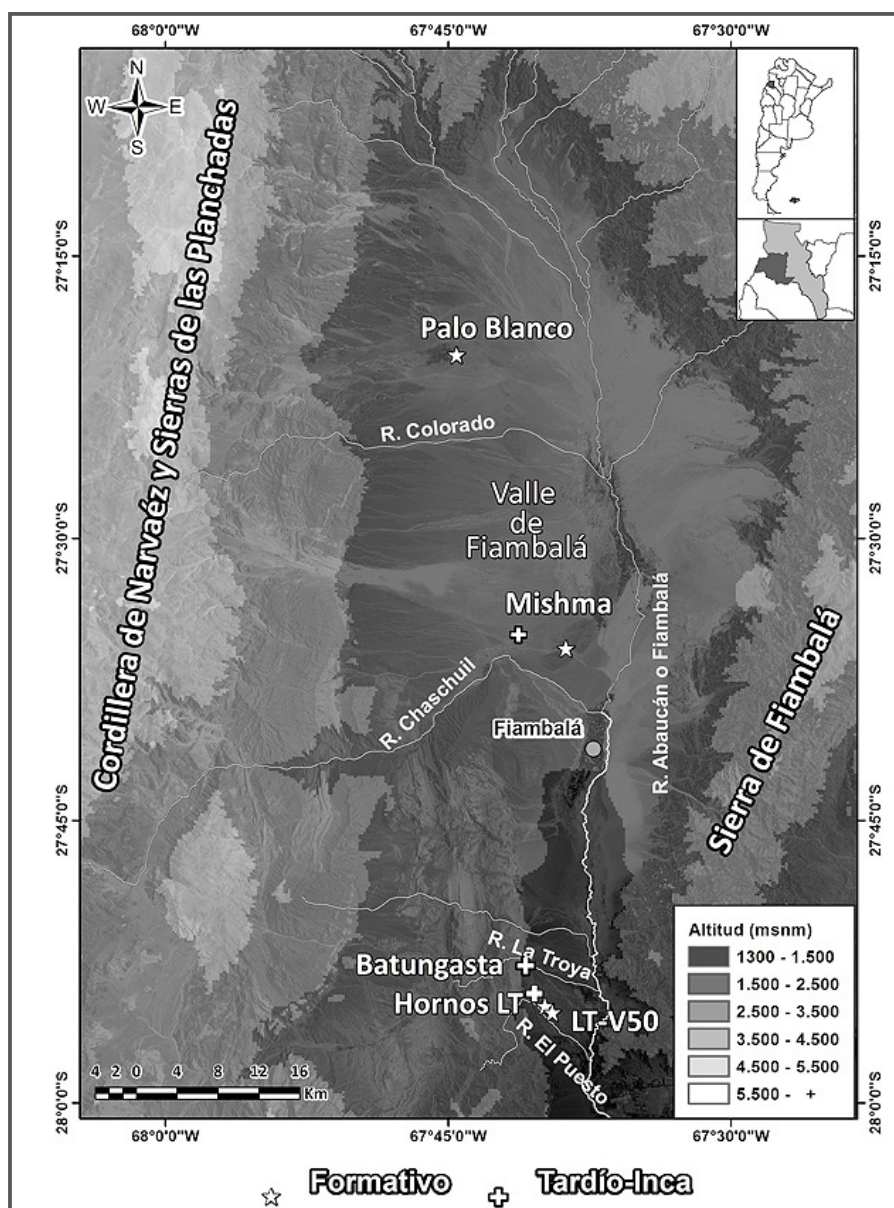 68°0'0"W
67°45'0"W
67°30'0"W
N
W
E
S
27°15'0"S
27°15'0"S
Cordillera de Narvaéz y Sierras de las Planchadas
Palo Blanco
R. Colorado
Valle
de
Fiambalá
27°30'0"S
27°30'0"S
Mishma
R. Abaucán o Fiambalá
R. Chaschuil
Fiambalá
Sierra de Fiambalá
27°45'0"S
27°45'0"S
R. La Troya
Batungasta
Hornos LT
LT-V50
R. El Puesto
Altitud (msnm)
1300 - 1.500
1.500 - 2.500
2.500 - 3.500
3.500 - 4.500
4.500 - 5.500
5.500 - +
4 2 0 4 8 12 16
Km
28°0'0"S
28°0'0"S
68°0'0"W
67°45'0"W
67°30'0"W
Formativo
Tardío-Inca